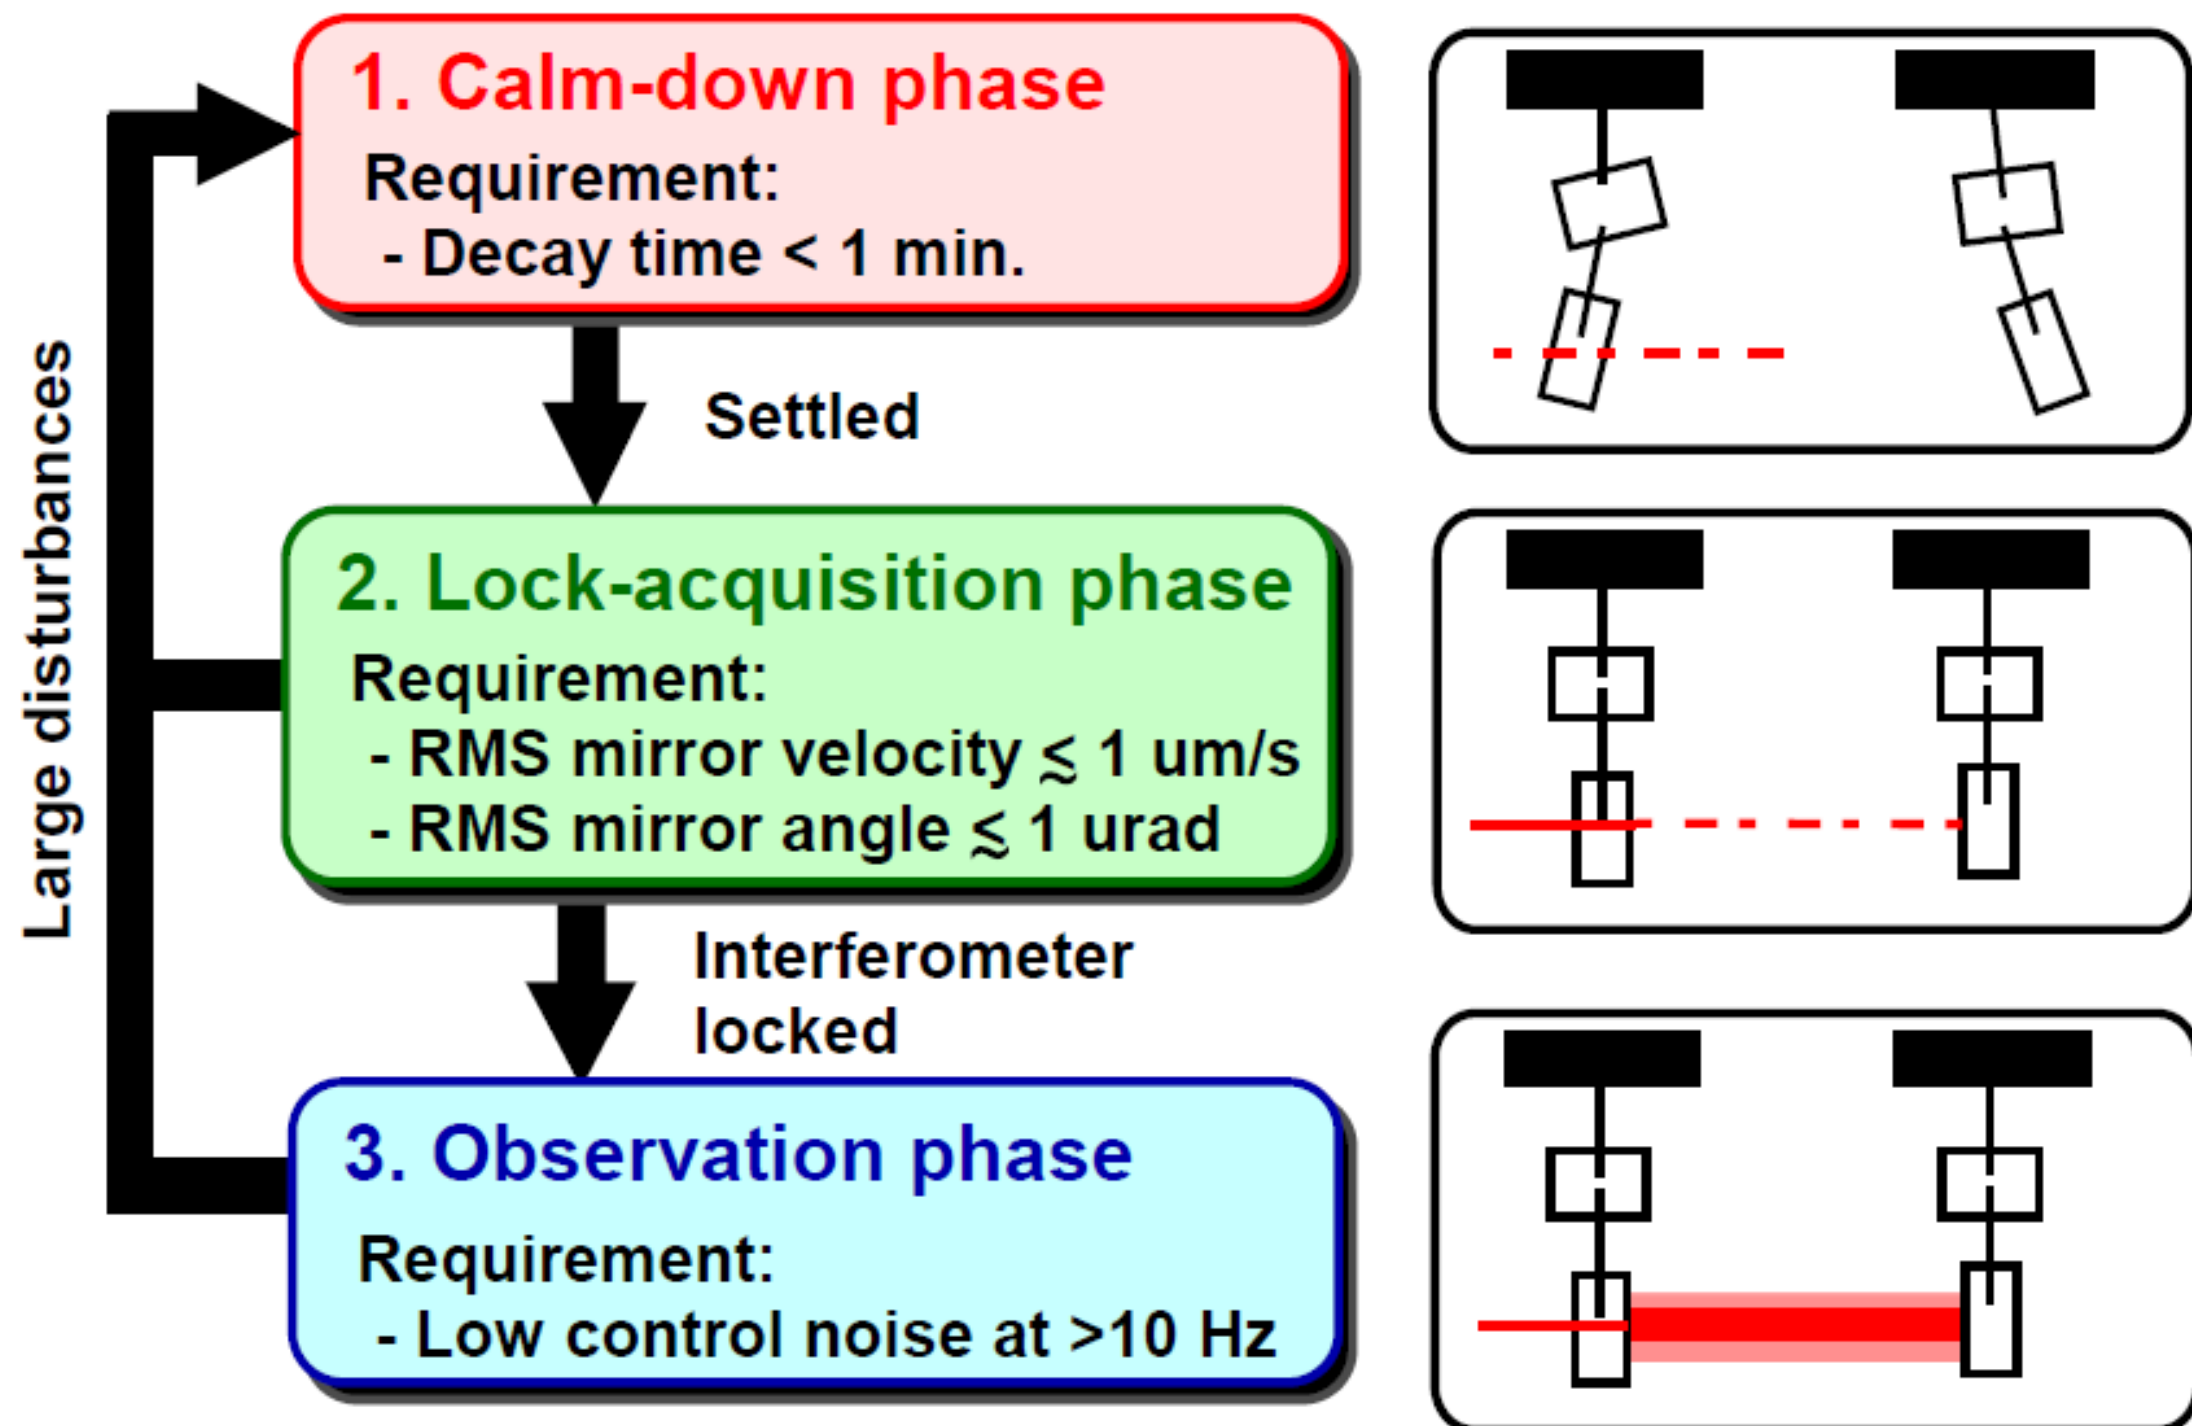 1. Calm-down phase
Requirement:
- Decay time < 1 min.
Settled
Large disturbances
2. Lock-acquisition phase
Requirement:
- RMS mirror velocity ≲ 1 um/s
- RMS mirror angle ≲ 1 urad
Interferometer
locked
3. Observation phase
Requirement:
- Low control noise at >10 Hz